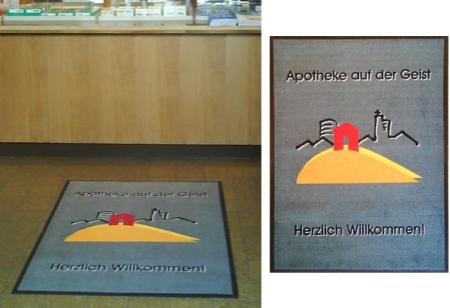 Apotheke auf der Geist
Herzlich Willkommen!
Apotheke auf der Geist
Herzlich Willkommen!